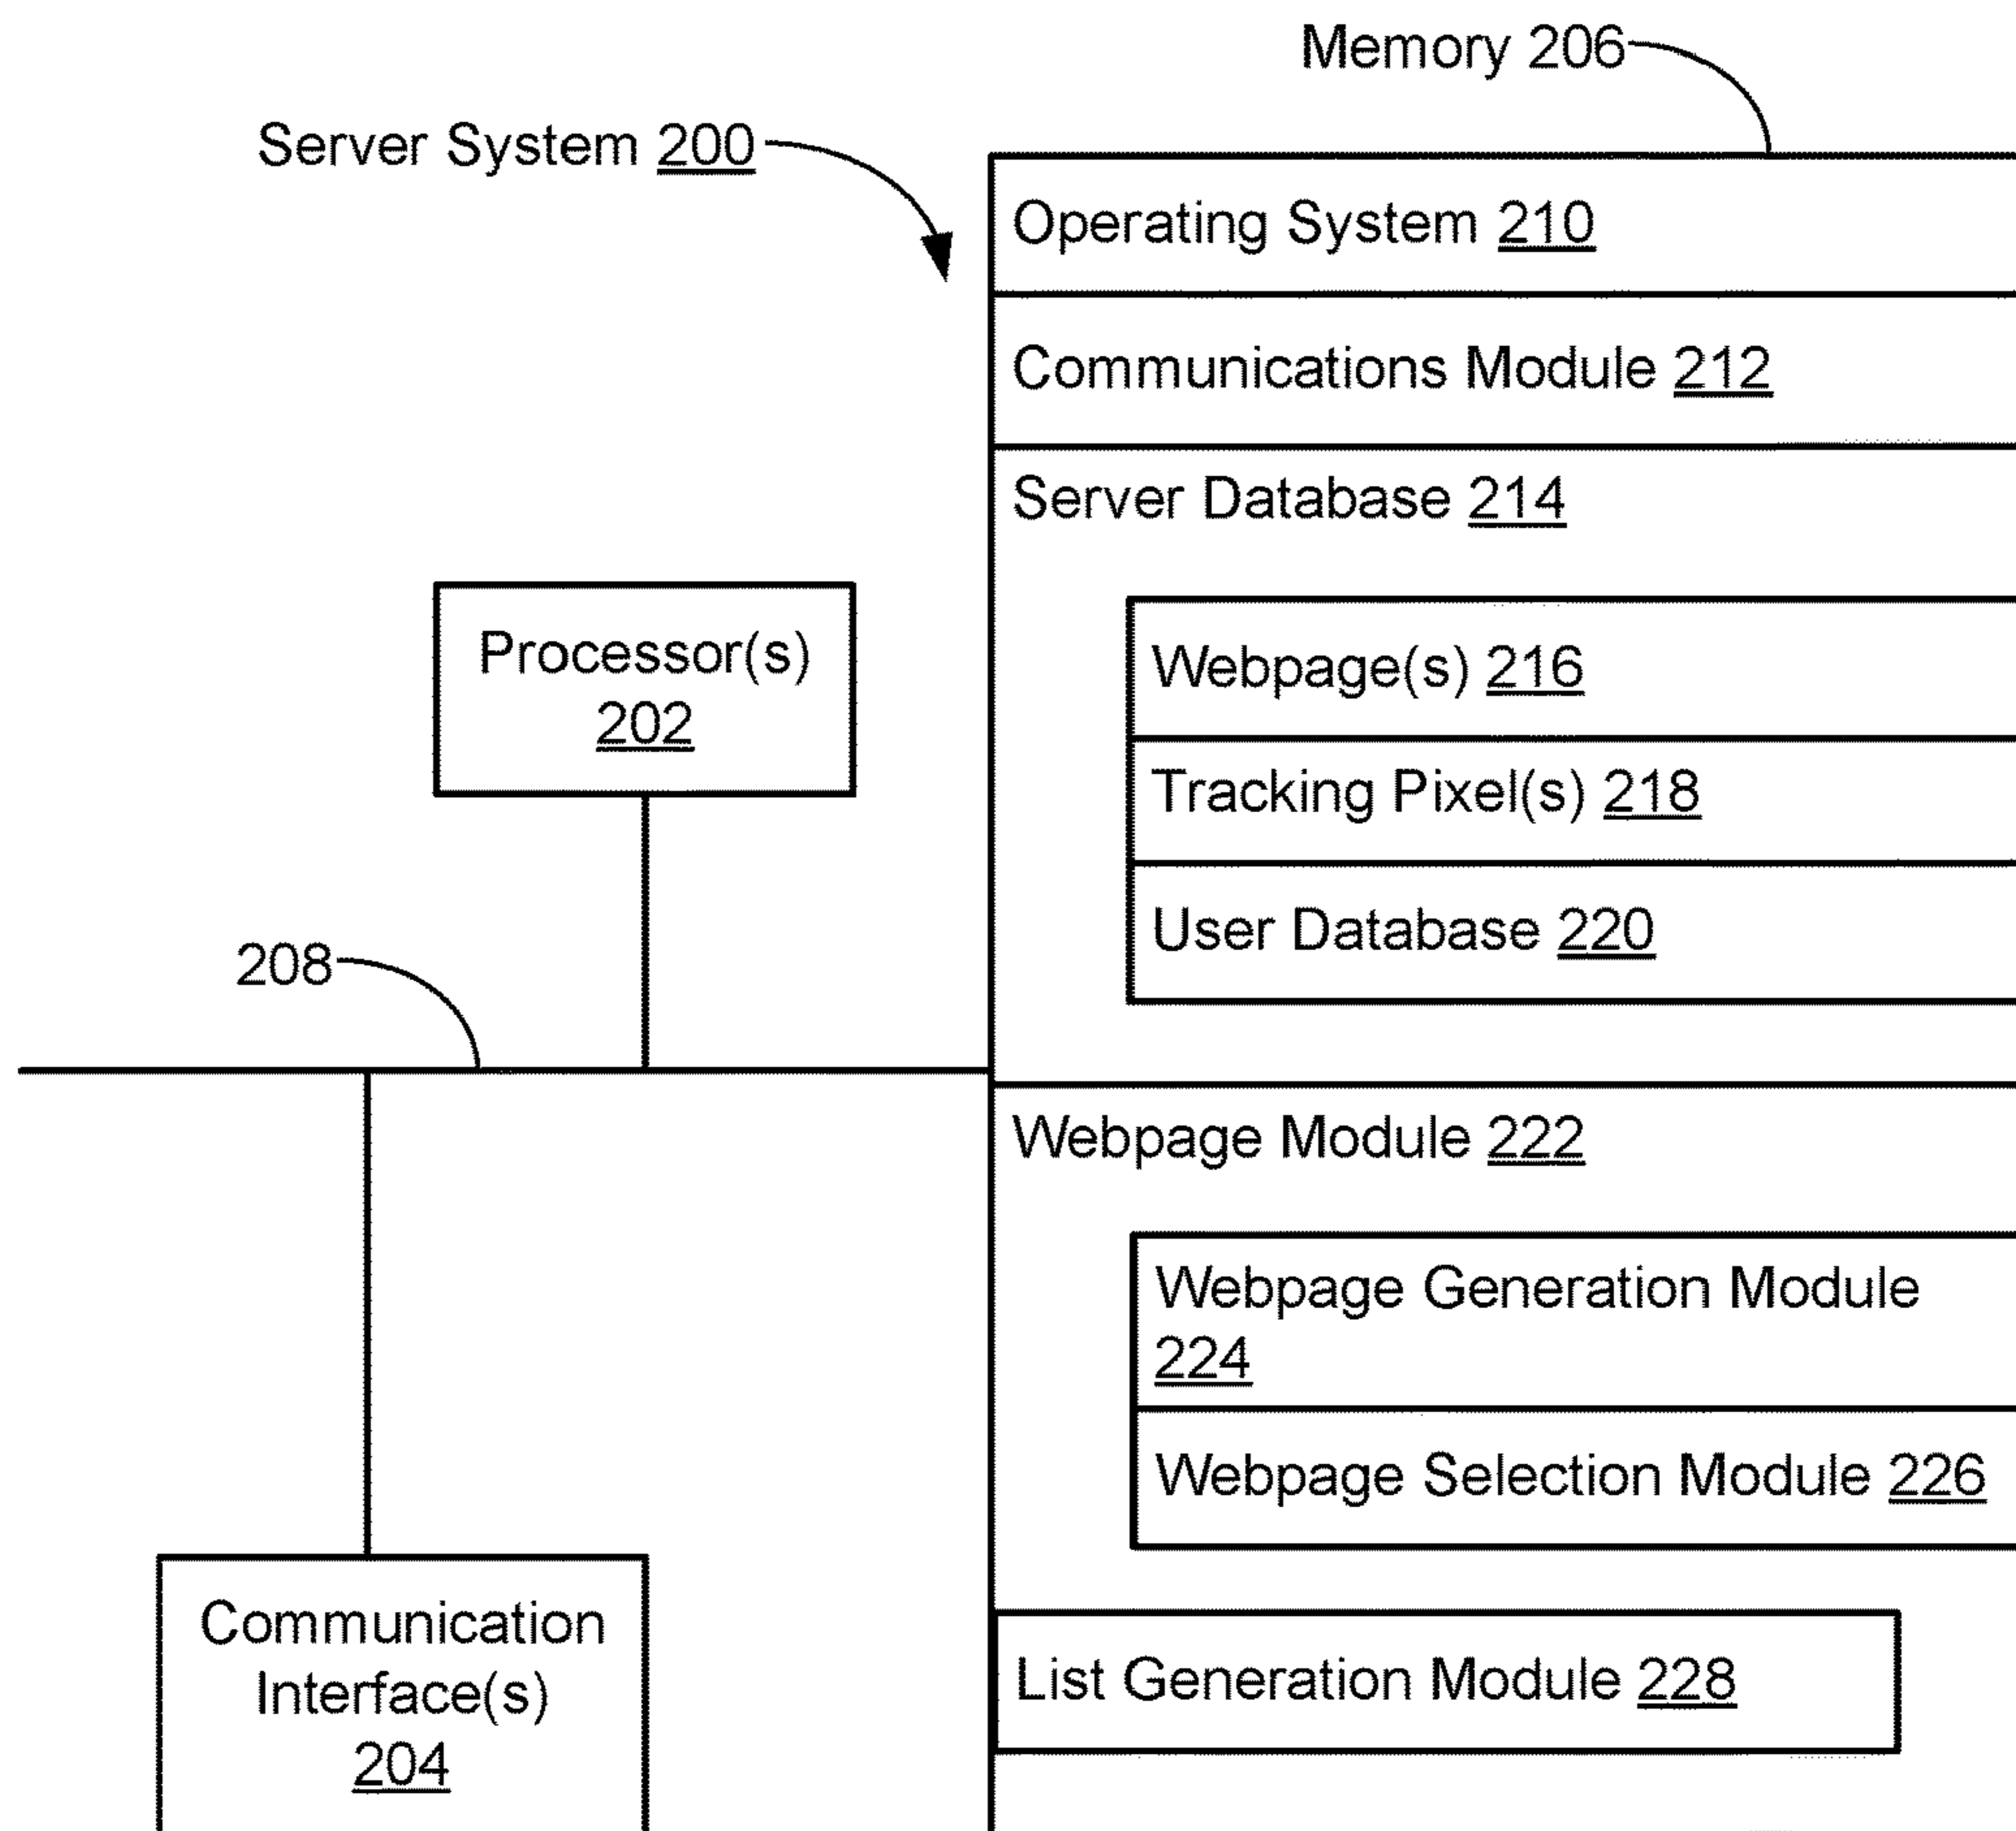 Memory 206
Server System 200
Operating System 210
Communications Module 212
Server Database 214
Processor(s)
202
Webpage(s) 216
Tracking Pixel(s) 218
User Database 220
208
Webpage Module 222
Webpage Generation Module
224
Webpage Selection Module 226
Communication
Interface(s)
204
List Generation Module 228